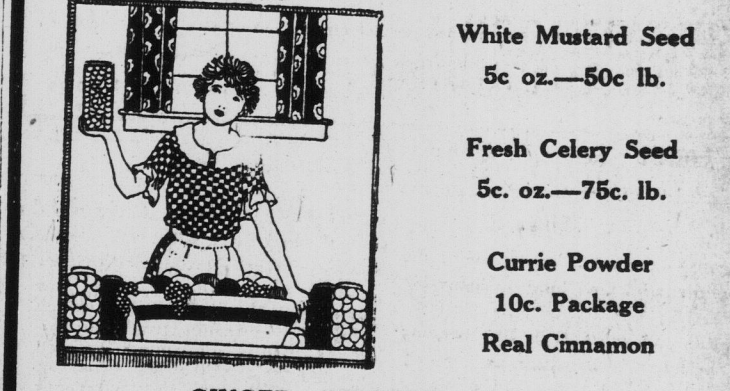 White Mustard Seed
5c oz.—50c lb.
Fresh Celery Seed
5c. oz.—75c. lb.
Currie Powder
10c. Package
Real Cinnamon